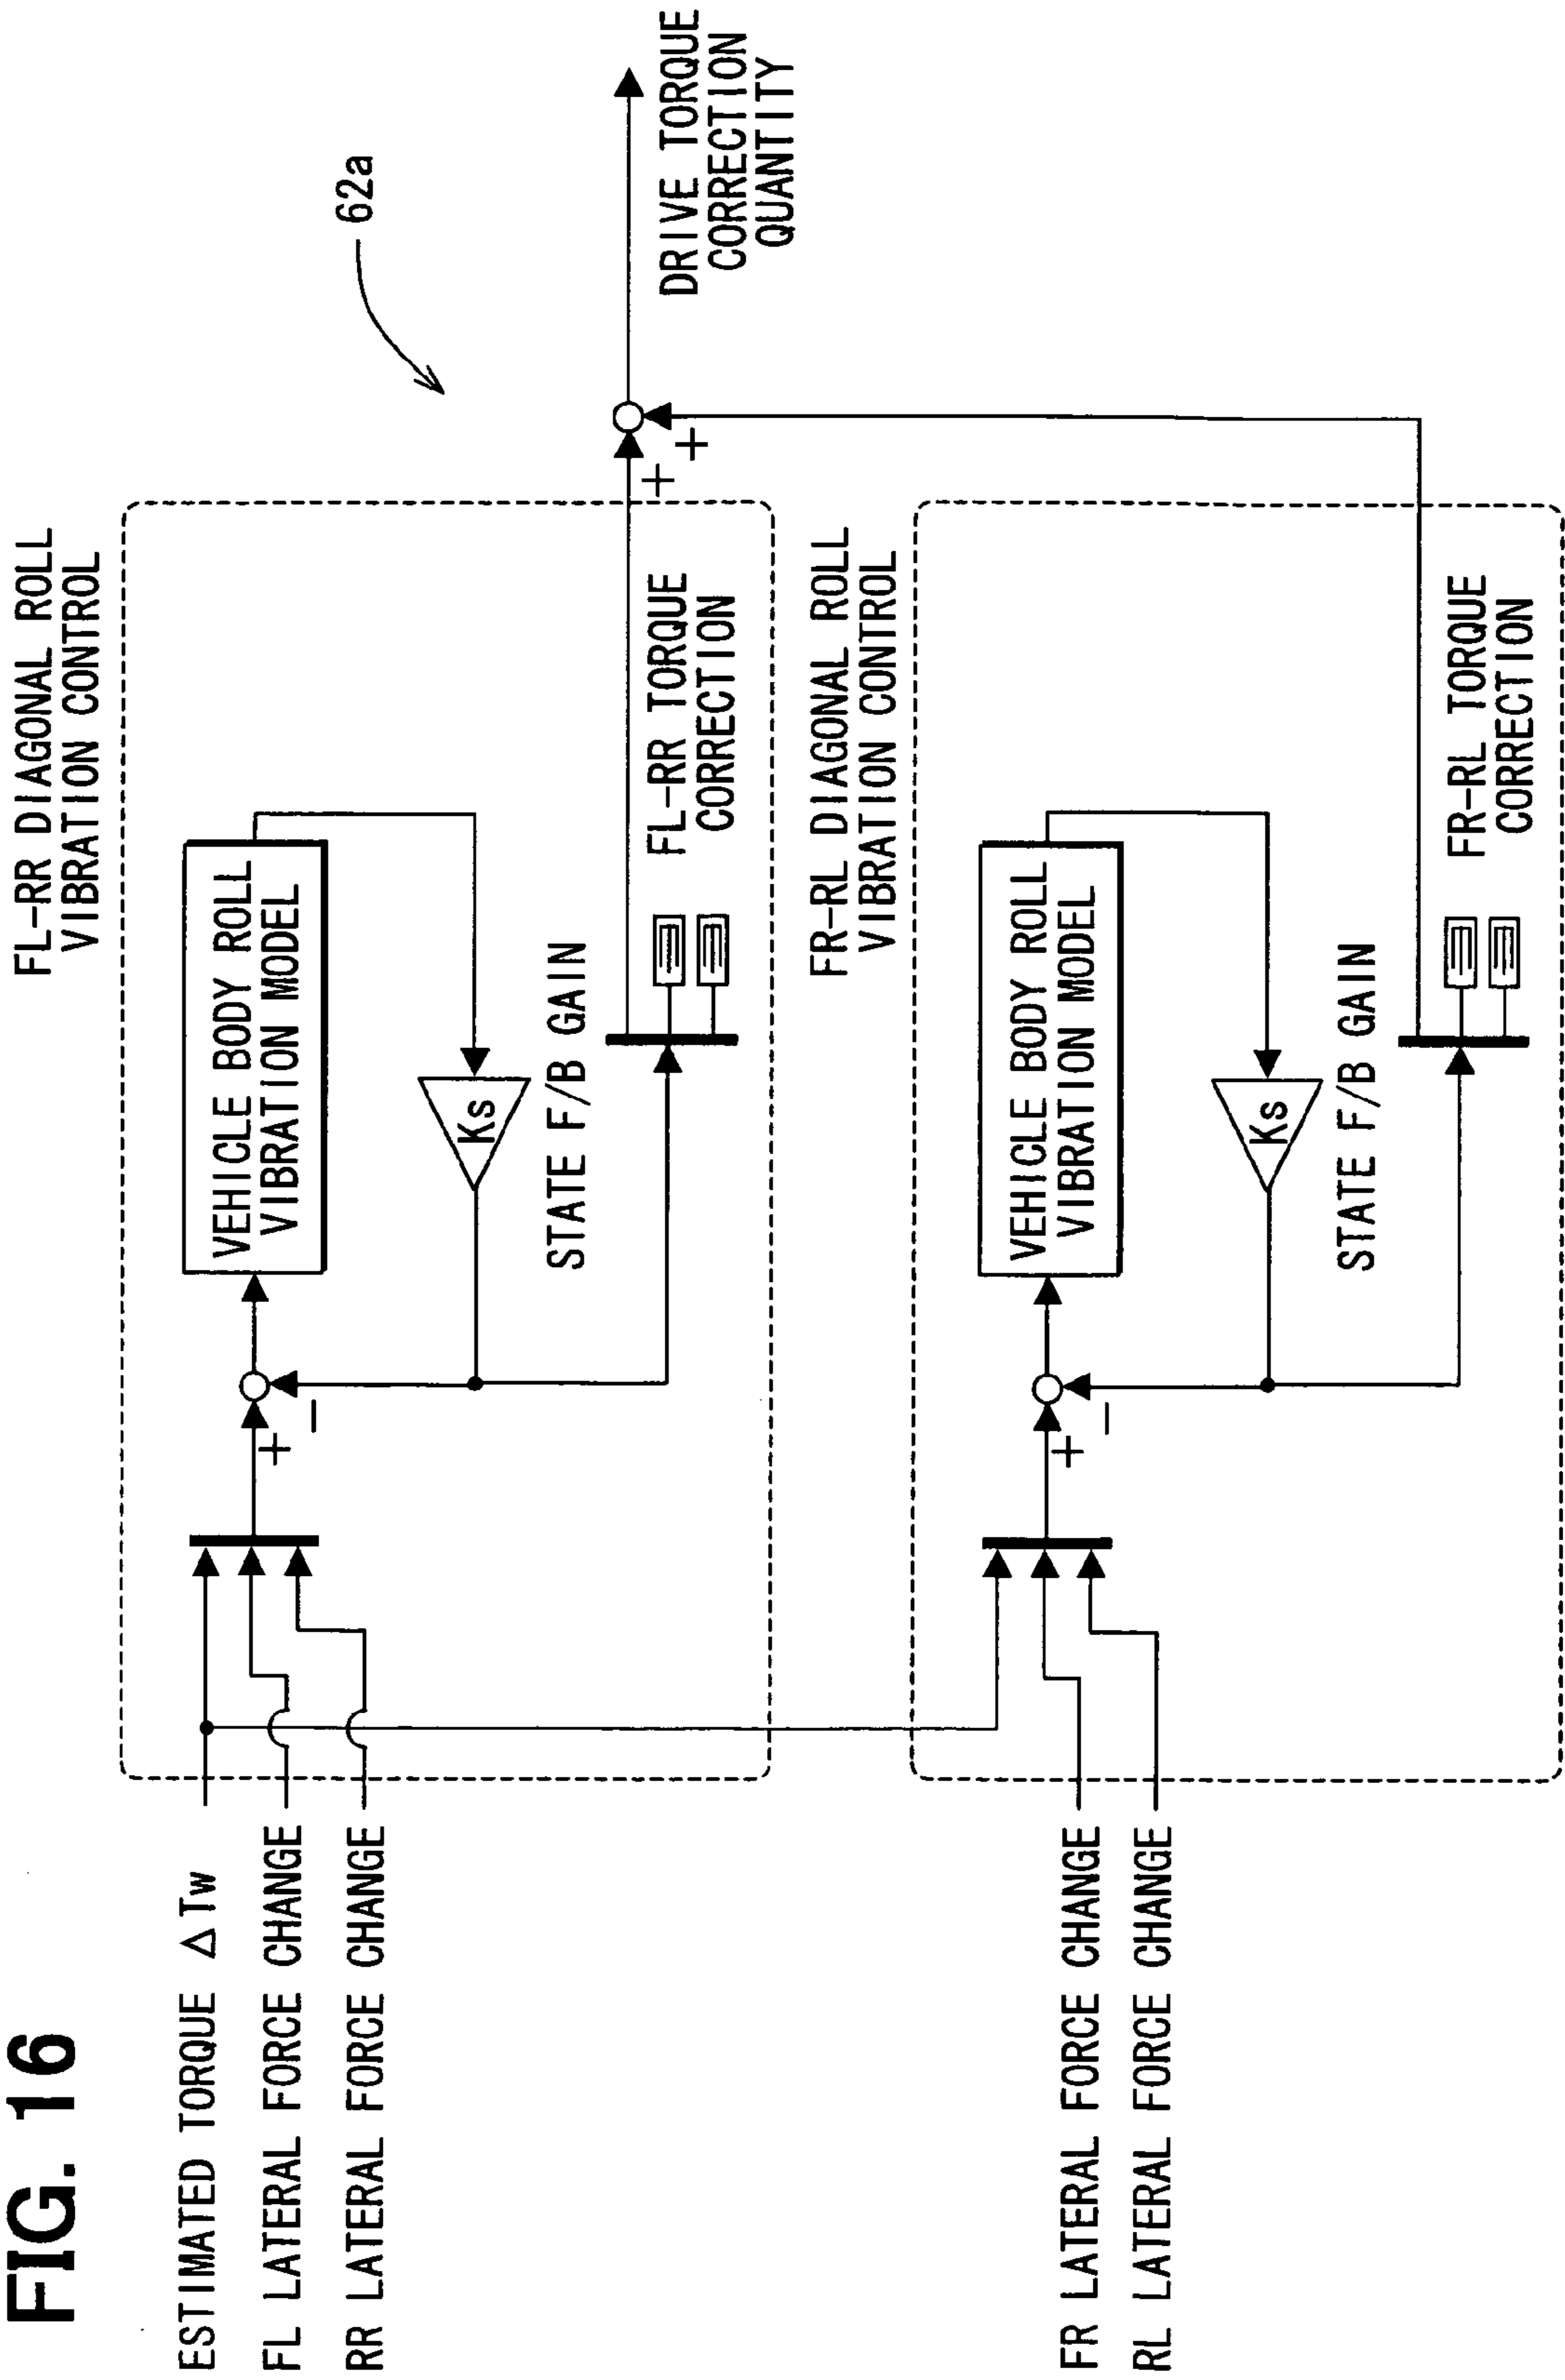 FIG. 16
ESTIMATED TORQUE △Tw
FL LATERAL FORCE CHANGE
RR LATERAL FORCE CHANGE
FL-RR DIAGONAL ROLL
VIBRATION CONTROL
+
−
VEHICLE BODY ROLL
VIBRATION MODEL
Ks
STATE F/B GAIN
FL-RR TORQUE
CORRECTION
+
+
62a
DRIVE TORQUE
CORRECTION
QUANTITY
FR LATERAL FORCE CHANGE
RL LATERAL FORCE CHANGE
FR-RL DIAGONAL ROLL
VIBRATION CONTROL
+
−
VEHICLE BODY ROLL
VIBRATION MODEL
Ks
STATE F/B GAIN
FR-RL TORQUE
CORRECTION